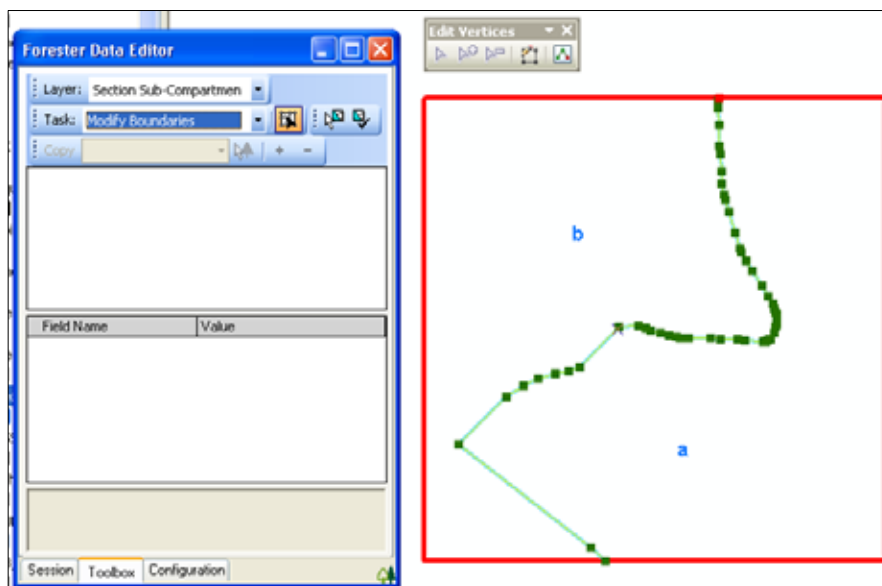 Forester Data Editor
Layer: Section Sub-Compartmen
Task: Modify Boundaries
Copy
Field Name Value
Session Toolbox Configuration
Edit Vertices
b
a